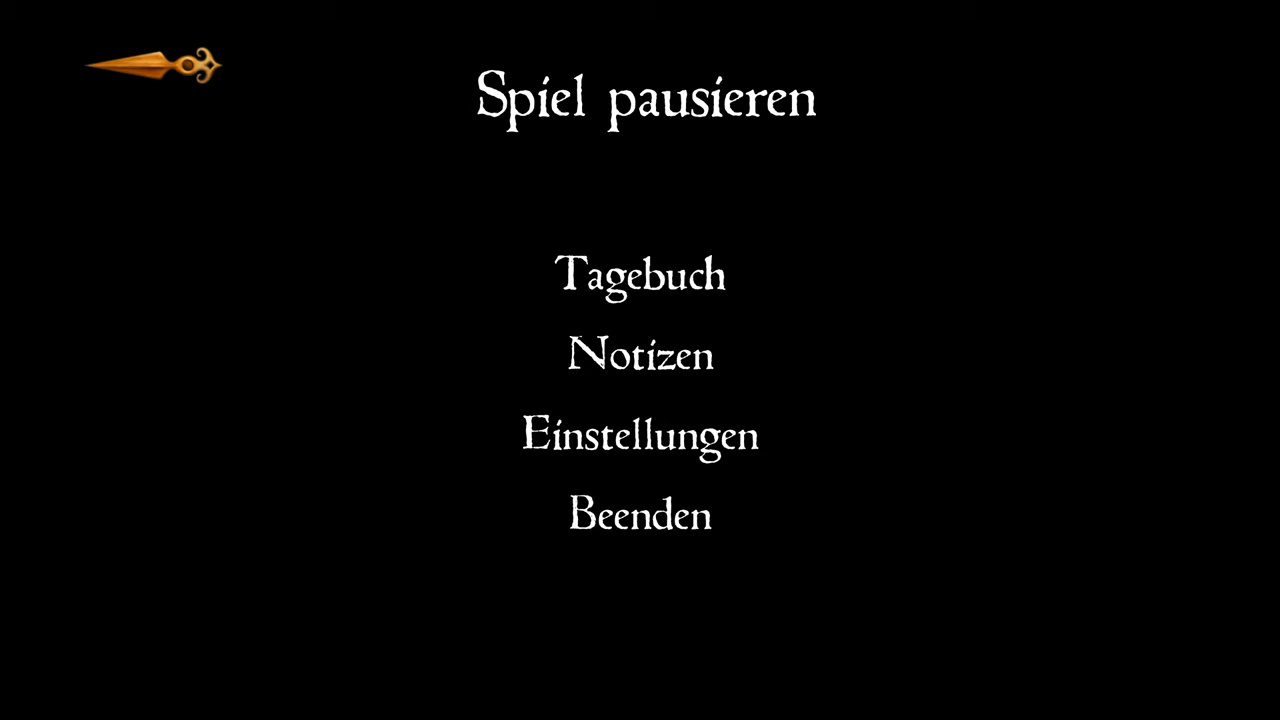 Spiel pausieren
Tagebuch
Notizen
Einstellungen
Beenden